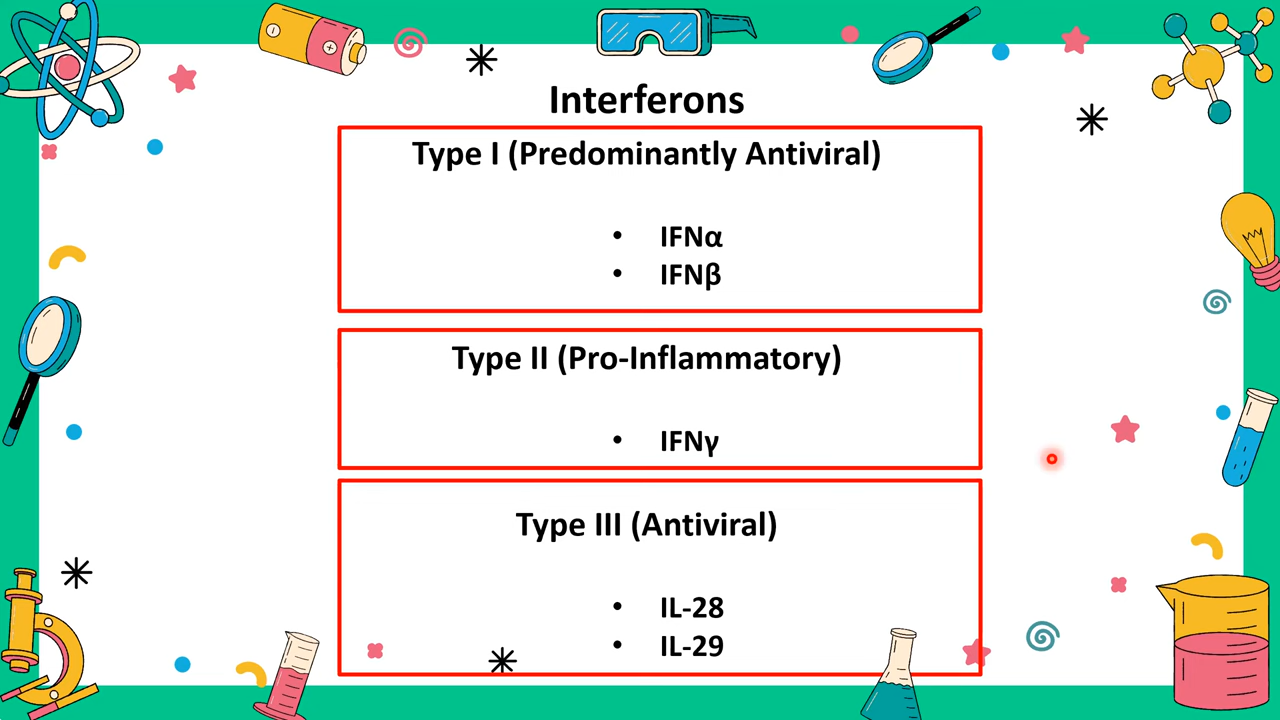 Interferons
Type I (Predominantly Antiviral)
• IFNα
• IFNβ
Type II (Pro-Inflammatory)
• IFNγ
Type III (Antiviral)
• IL-28
• IL-29